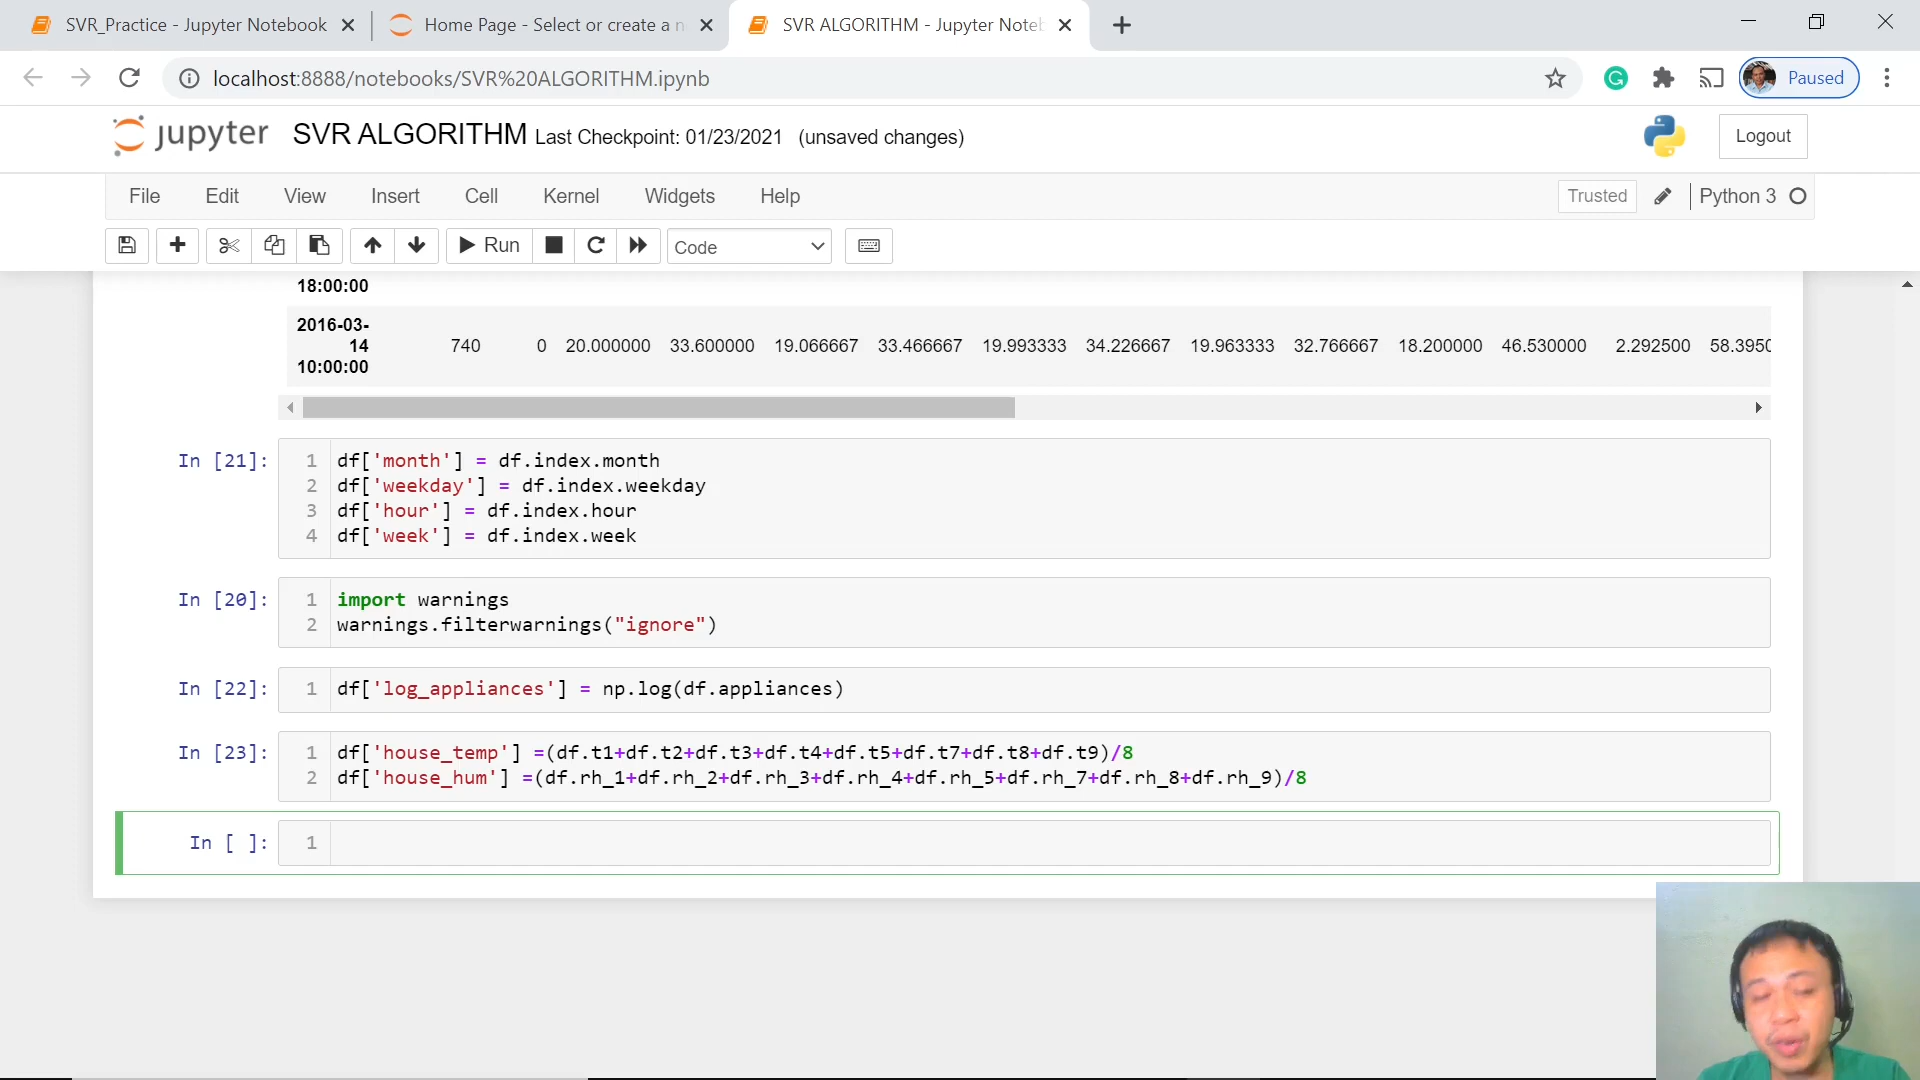 SVR_Practice - Jupyter Notebook
Home Page - Select or create a n
SVR ALGORITHM - Jupyter Noteb
localhost:8888/notebooks/SVR%20ALGORITHM.ipynb
Paused
jupyter
SVR ALGORITHM Last Checkpoint: 01/23/2021 (unsaved changes)
Logout
File Edit View Insert Cell Kernel Widgets Help
Trusted
Python 3
Run
Code
18:00:00
2016-03-
14 740 0 20.000000 33.600000 19.066667 33.466667 19.993333 34.226667 19.963333 32.766667 18.200000 46.530000 2.292500 58.3950
10:00:00
In [21]:
1 df['month'] = df.index.month
2 df['weekday'] = df.index.weekday
3 df['hour'] = df.index.hour
4 df['week'] = df.index.week
In [20]:
1 import warnings
2 warnings.filterwarnings("ignore")
In [22]:
1 df['log_appliances'] = np.log(df.appliances)
In [23]:
1 df['house_temp'] =(df.t1+df.t2+df.t3+df.t4+df.t5+df.t7+df.t8+df.t9)/8
2 df['house_hum'] =(df.rh_1+df.rh_2+df.rh_3+df.rh_4+df.rh_5+df.rh_7+df.rh_8+df.rh_9)/8
In [ ]:
1